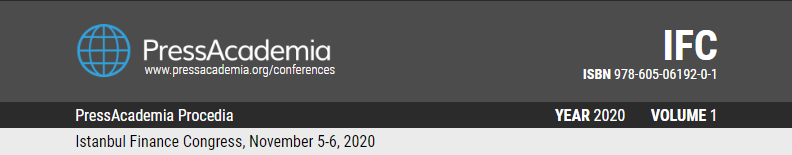 PressAcademia
www.pressacademia.org/conferences
IFC
ISBN 978-605-06192-0-1
PressAcademia Procedia
YEAR 2020 VOLUME 1
Istanbul Finance Congress, November 5-6, 2020